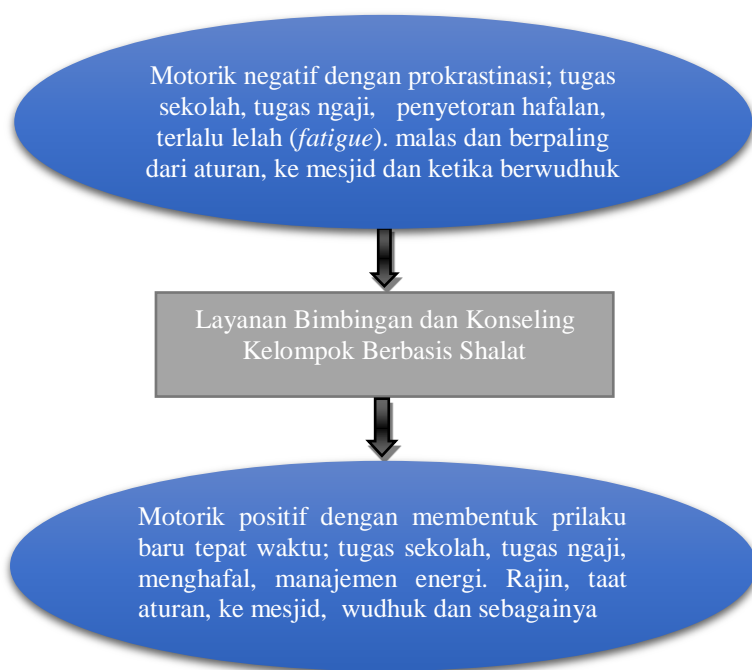 Motorik negatif dengan prokrastinasi; tugas
sekolah, tugas ngaji, penyetoran hafalan,
terlalu lelah (fatigue). malas dan berpaling
dari aturan, ke mesjid dan ketika berwudhuk
Layanan Bimbingan dan Konseling
Kelompok Berbasis Shalat
Motorik positif dengan membentuk prilaku
baru tepat waktu; tugas sekolah, tugas ngaji,
menghafal, manajemen energi. Rajin, taat
aturan, ke mesjid, wudhuk dan sebagainya